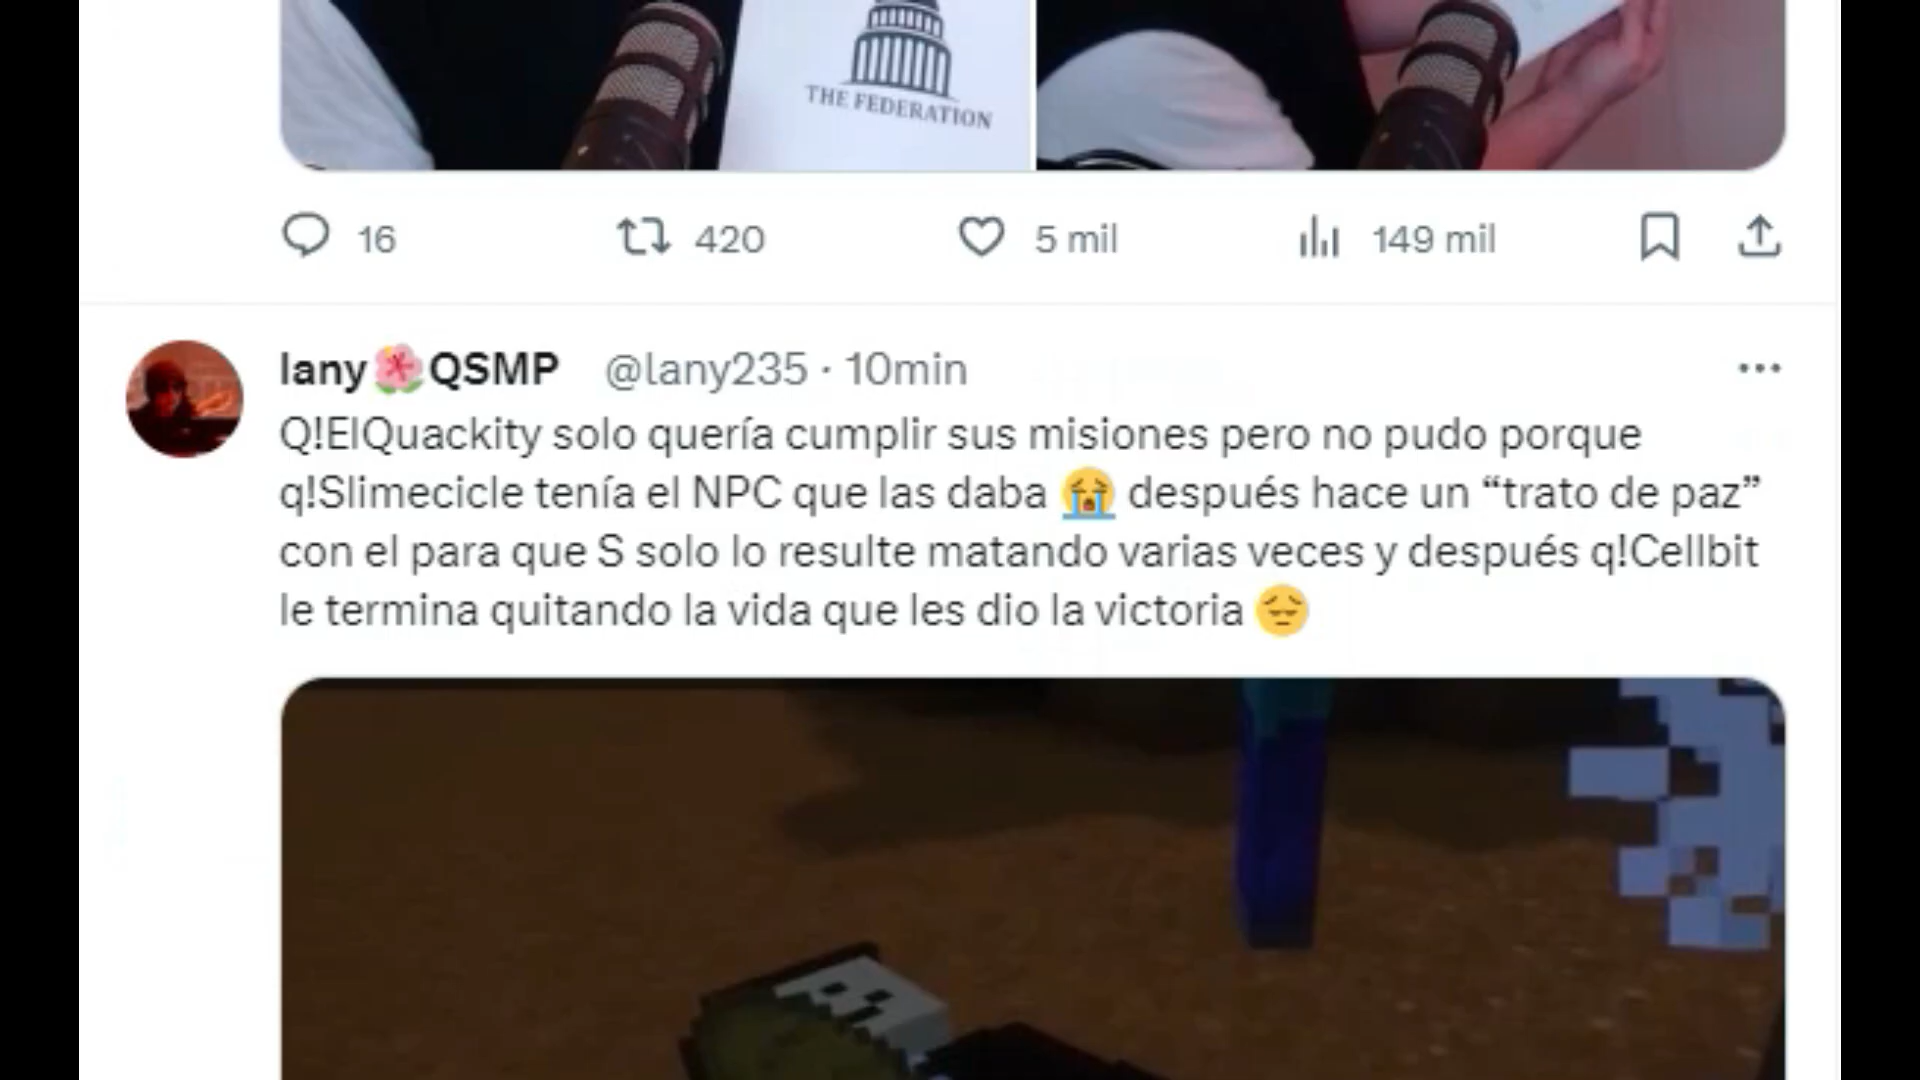 THE FEDERATION
16 420 5 mil 149 mil
lany🌺QSMP @lany235 · 10min
Q!ElQuackity solo quería cumplir sus misiones pero no pudo porque
q!Slimecicle tenía el NPC que las daba 😭 después hace un “trato de paz”
con el para que S solo lo resulte matando varias veces y después q!Cellbit
le termina quitando la vida que les dio la victoria 😔